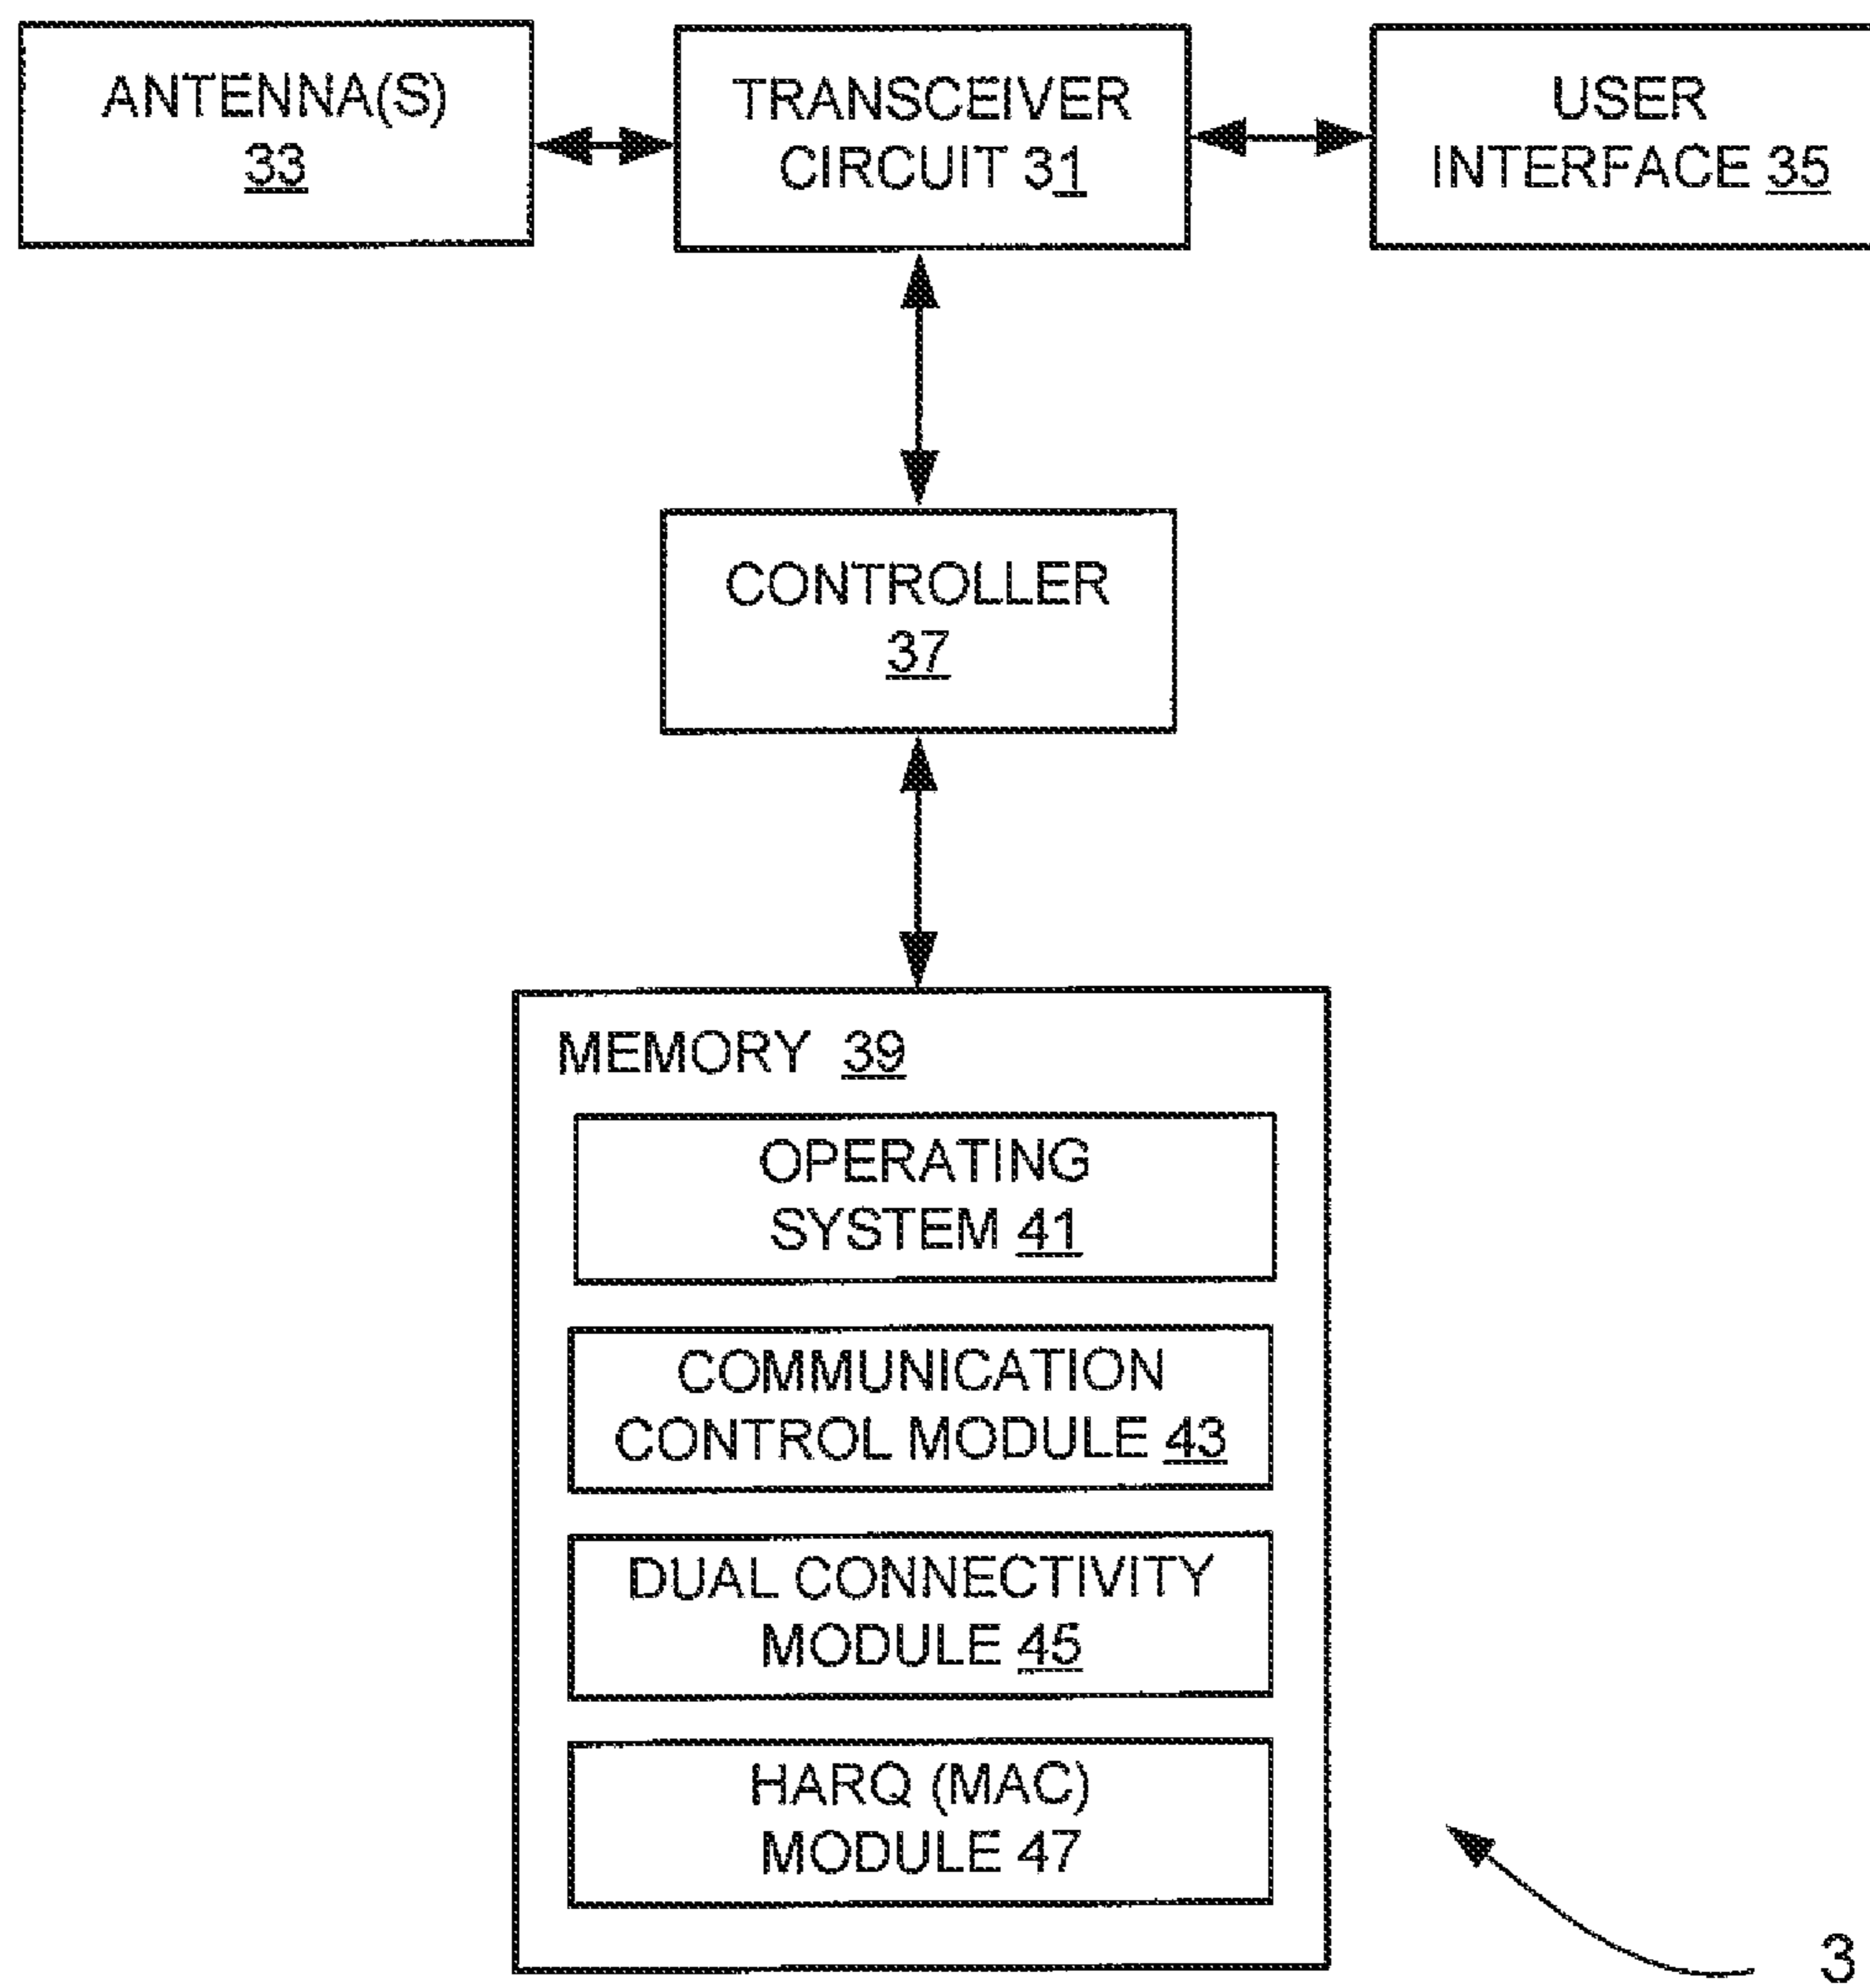 ANTENNA(S)
33
TRANSCEIVER
CIRCUIT 31
USER
INTERFACE 35
CONTROLLER
37
MEMORY 39
OPERATING
SYSTEM 41
COMMUNICATION
CONTROL MODULE 43
DUAL CONNECTIVITY
MODULE 45
HARQ (MAC)
MODULE 47
3